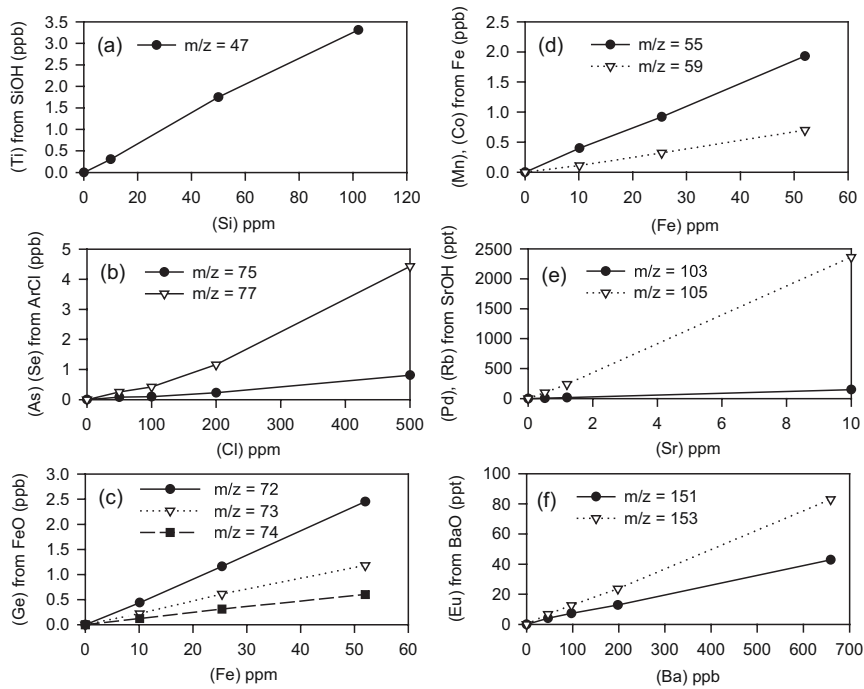 (a)
m/z = 47
(Ti) from SiOH (ppb)
3.5
3.0
2.5
2.0
1.5
1.0
0.5
0.0
0 20 40 60 80 100 120
(Si) ppm
(d)
m/z = 55
m/z = 59
(Mn), (Co) from Fe (ppb)
2.5
2.0
1.5
1.0
0.5
0.0
0 10 20 30 40 50 60
(Fe) ppm
(b)
m/z = 75
m/z = 77
(As) (Se) from ArCl (ppb)
5
4
3
2
1
0
0 100 200 300 400 500
(Cl) ppm
(e)
m/z = 103
m/z = 105
(Pd), (Rb) from SrOH (ppt)
2500
2000
1500
1000
500
0
0 2 4 6 8 10
(Sr) ppm
(c)
m/z = 72
m/z = 73
m/z = 74
(Ge) from FeO (ppb)
3.0
2.5
2.0
1.5
1.0
0.5
0.0
0 10 20 30 40 50 60
(Fe) ppm
(f)
m/z = 151
m/z = 153
(Eu) from BaO (ppt)
100
80
60
40
20
0
0 100 200 300 400 500 600 700
(Ba) ppb